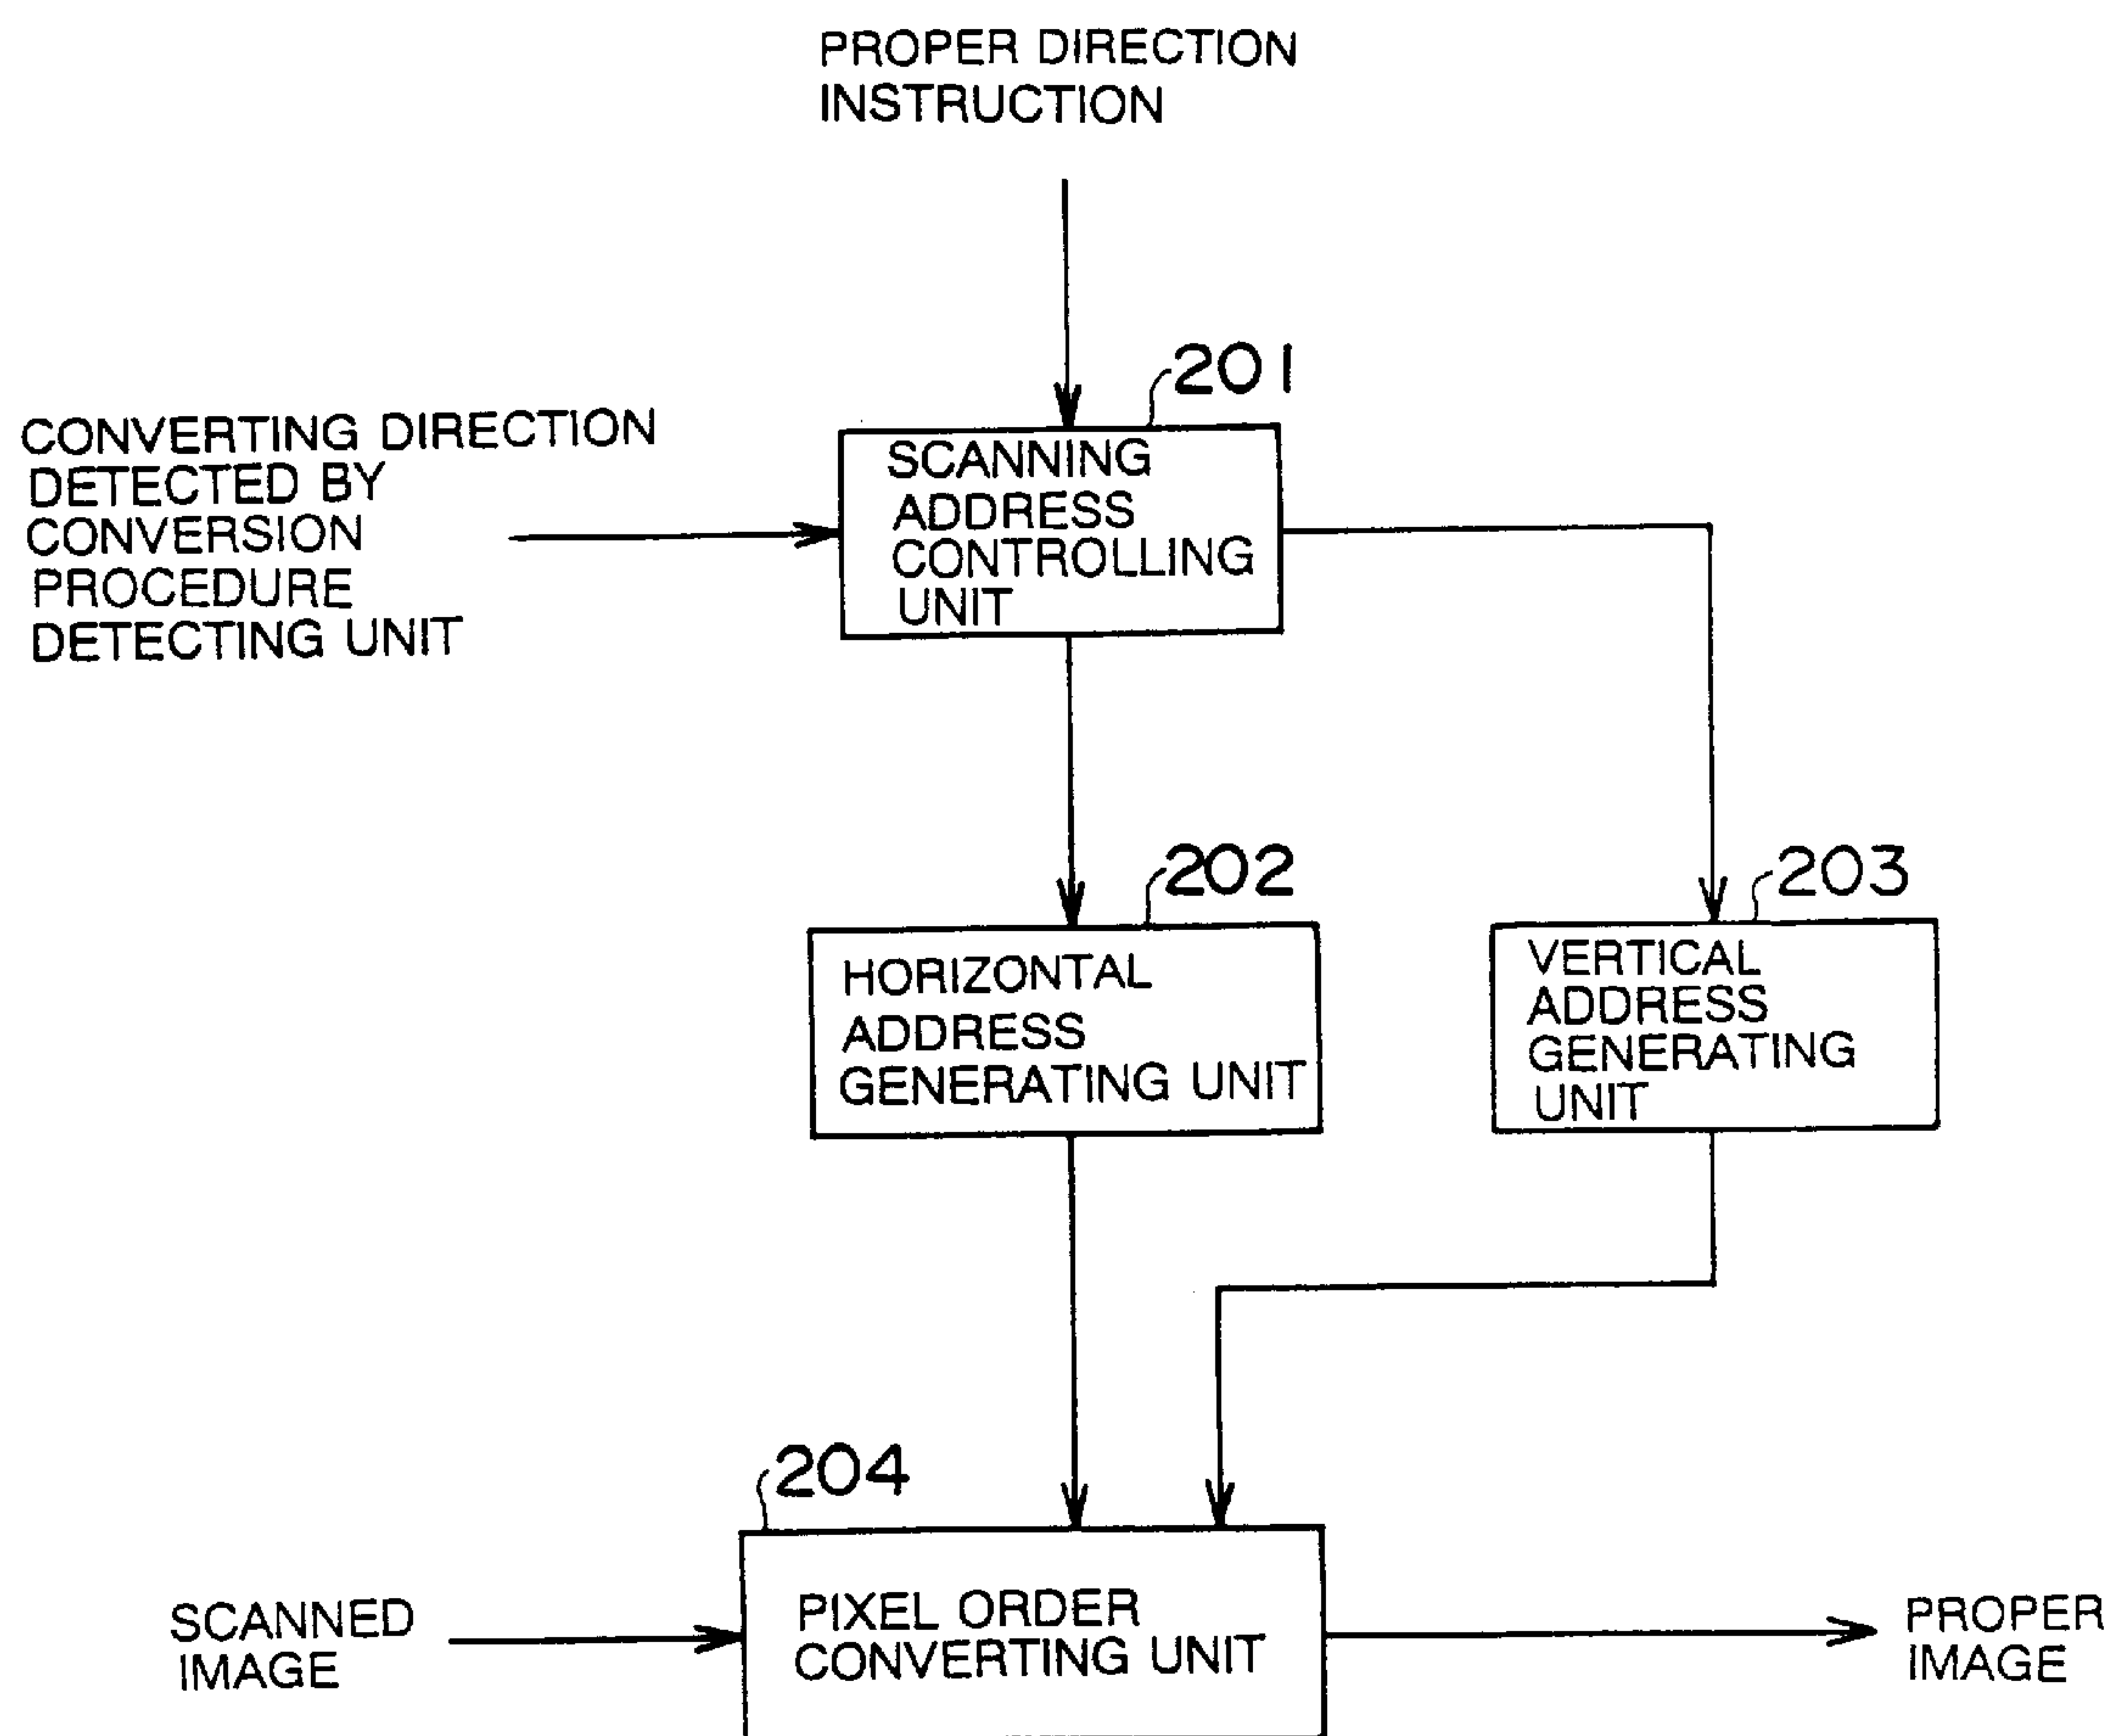 PROPER DIRECTION
INSTRUCTION
201
CONVERTING DIRECTION
DETECTED BY
CONVERSION
PROCEDURE
DETECTING UNIT
SCANNING
ADDRESS
CONTROLLING
UNIT
202
203
HORIZONTAL
ADDRESS
GENERATING UNIT
VERTICAL
ADDRESS
GENERATING
UNIT
204
SCANNED
IMAGE
PIXEL ORDER
CONVERTING UNIT
PROPER
IMAGE